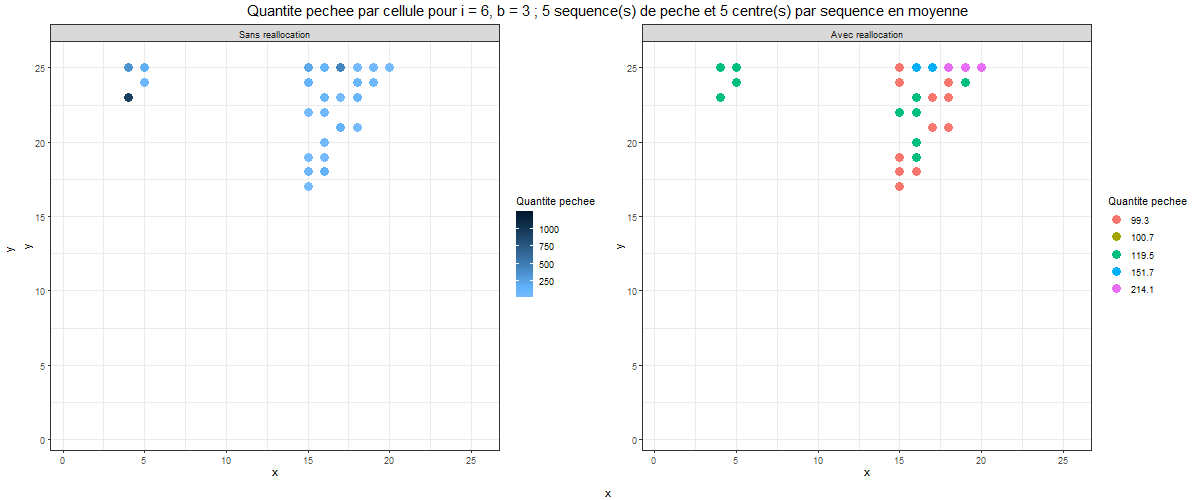 Quantite pechee par cellule pour i = 6, b = 3 ; 5 sequence(s) de peche et 5 centre(s) par sequence en moyenne
Sans reallocation
25
20
15
10
5
0
0 5 10 15 20 25
x
y
y
Quantite pechee
1000
750
500
250
Avec reallocation
25
20
15
10
5
0
0 5 10 15 20 25
x
y
Quantite pechee
99.3
100.7
119.5
151.7
214.1
x